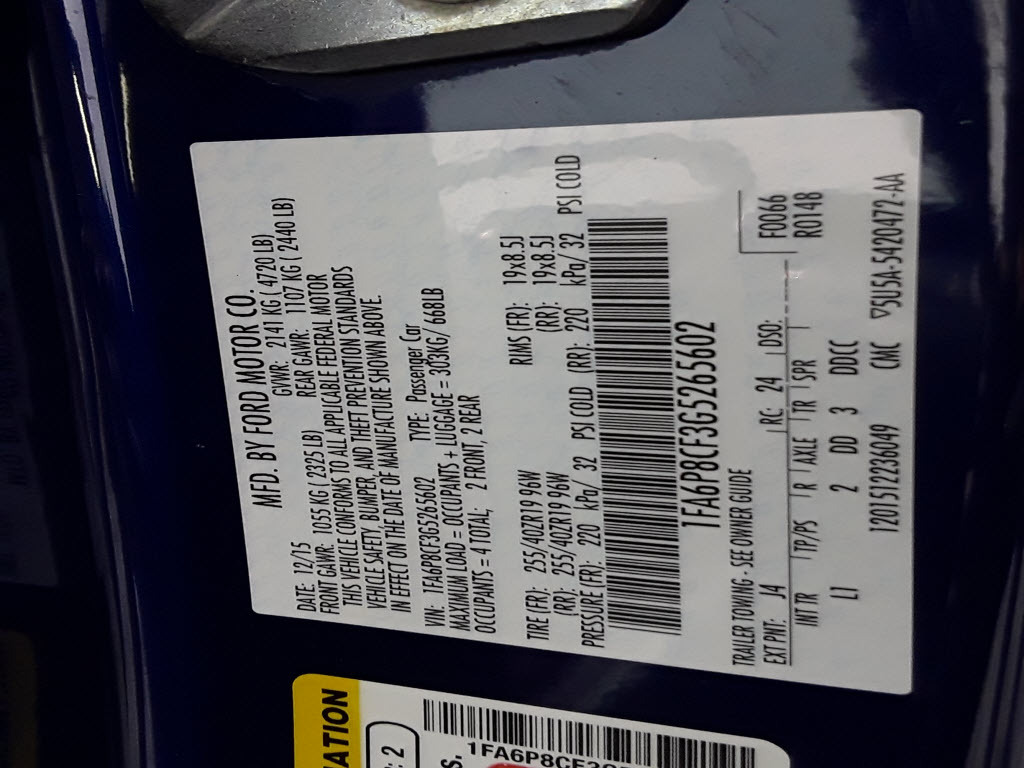 MFD. BY FORD MOTOR CO.
DATE: 12/15 GVWR: 2141 KG ( 4720 LB)
FRONT GAWR: 1055 KG ( 2325 LB) REAR GAWR: 1107 KG ( 2440 LB)
THIS VEHICLE CONFORMS TO ALL APPLICABLE FEDERAL MOTOR
VEHICLE SAFETY, BUMPER, AND THEFT PREVENTION STANDARDS
IN EFFECT ON THE DATE OF MANUFACTURE SHOWN ABOVE.
VIN: 1FA6P8CF3G5265602 TYPE: Passenger Car
MAXIMUM LOAD = OCCUPANTS + LUGGAGE = 303KG/ 668LB
OCCUPANTS = 4 TOTAL; 2 FRONT, 2 REAR
TIRE (FR): 255/40ZR19 96W RIMS (FR): 19x8.5J
(RR): 255/40ZR19 96W (RR): 19x8.5J
PRESSURE (FR): 220 kPa/ 32 PSI COLD (RR): 220 kPa/ 32 PSI COLD
1FA6P8CF3G5265602
TRAILER TOWING - SEE OWNER GUIDE
EXT PNT: J4 RC: 24 DSO: F0066
INT TR TP/PS R AXLE TR SPR R0148
LJ 2 DD 3 DDCC
1201512236049 CMC 5U5A-5420472-AA
ATION
: 2
S.
1FA6P8CF3G5